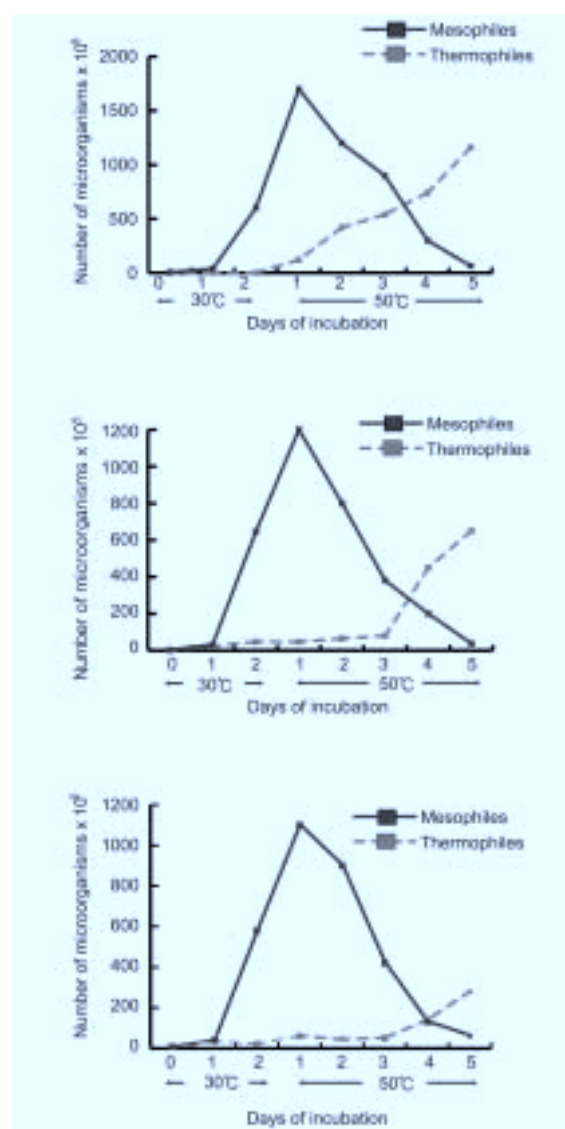 Mesophiles
Thermophiles
Number of microorganisms x 10
2000
1500
1000
500
0
0 1 2 1 2 3 4 5
30℃ 50℃
Days of incubation
Mesophiles
Thermophiles
Number of microorganisms x 10
1200
1000
800
600
400
200
0
0 1 2 1 2 3 4 5
30℃ 50℃
Days of incubation
Mesophiles
Thermophiles
Number of microorganisms x 10
1200
1000
800
600
400
200
0
0 1 2 1 2 3 4 5
30℃ 50℃
Days of incubation